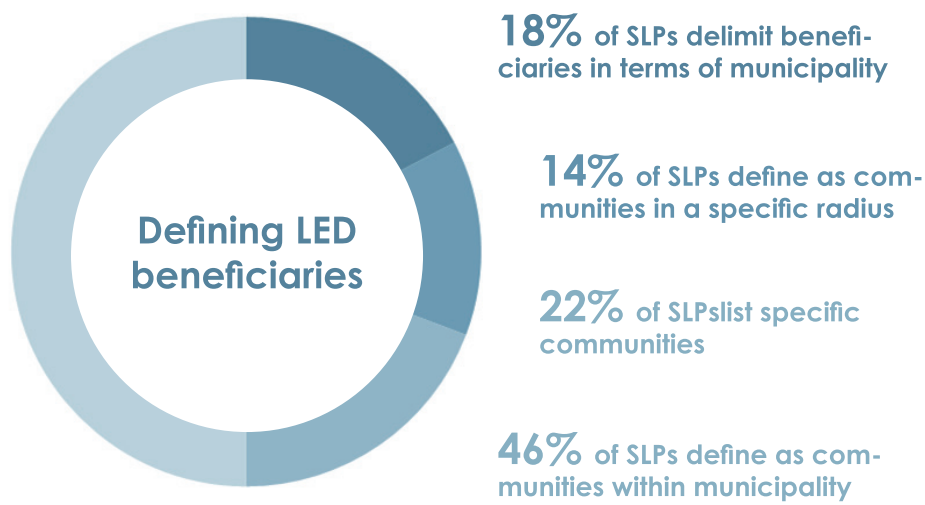 Defining LED
beneficiaries
18% of SLPs delimit benefi-
ciaries in terms of municipality
14% of SLPs define as com-
munities in a specific radius
22% of SLPslist specific
communities
46% of SLPs define as com-
munities within municipality